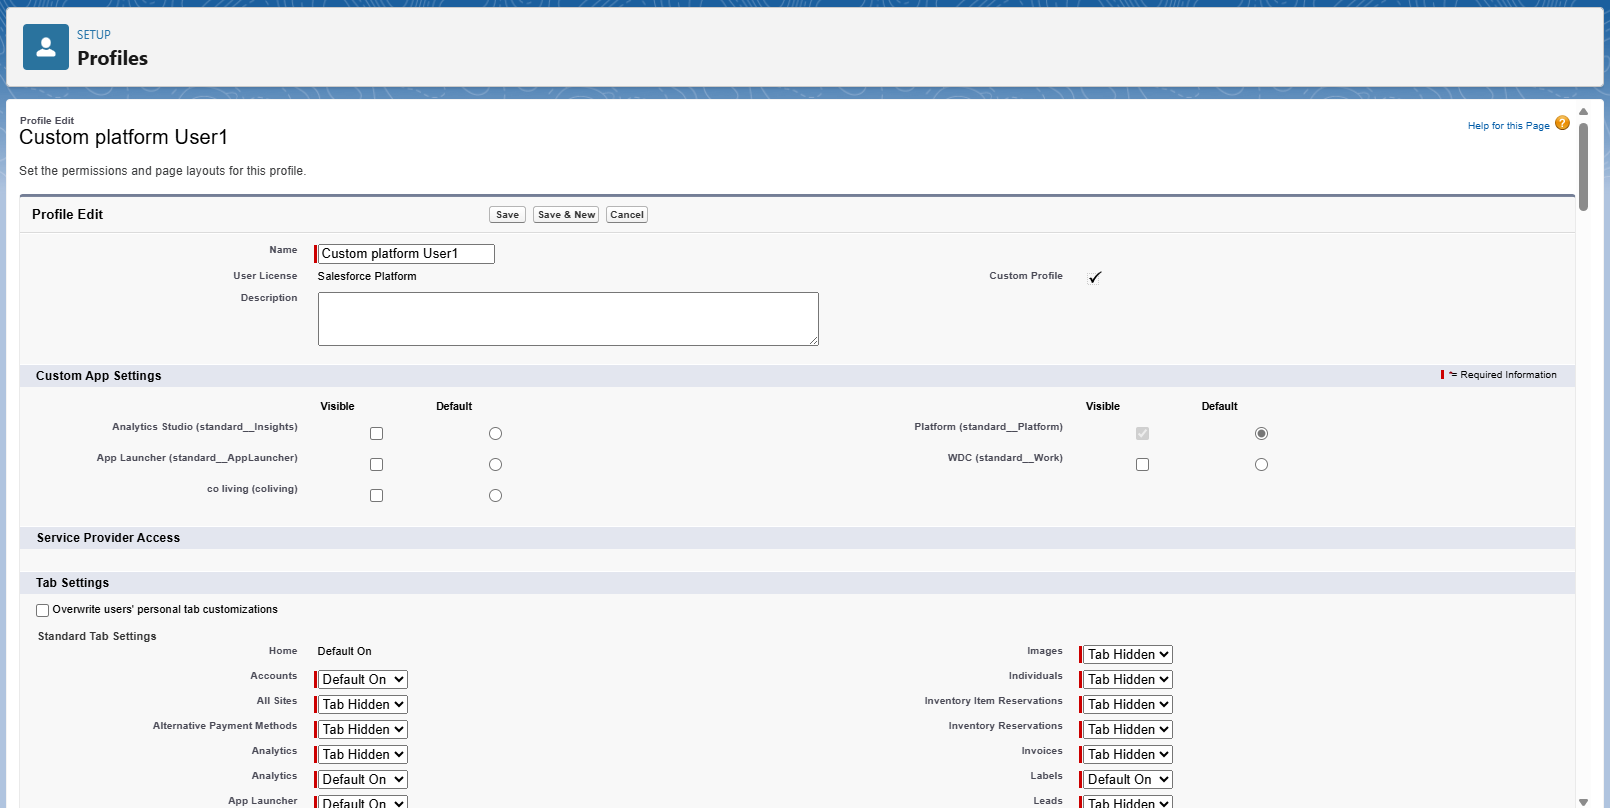 SETUP
Profiles
Profile Edit
Custom platform User1
Help for this Page ?
Set the permissions and page layouts for this profile.
Profile Edit
Save Save & New Cancel
Name Custom platform User1
User License Salesforce Platform Custom Profile
Description
Custom App Settings *= Required Information
Visible Default Visible Default
Analytics Studio (standard__Insights) Platform (standard__Platform)
App Launcher (standard__AppLauncher) WDC (standard__Work)
co living (coliving)
Service Provider Access
Tab Settings
Overwrite users' personal tab customizations
Standard Tab Settings
Home Default On Images Tab Hidden
Accounts Default On Individuals Tab Hidden
All Sites Tab Hidden Inventory Item Reservations Tab Hidden
Alternative Payment Methods Tab Hidden Inventory Reservations Tab Hidden
Analytics Tab Hidden Invoices Tab Hidden
Analytics Default On Labels Default On
App Launcher Default On Leads Tab Hidden